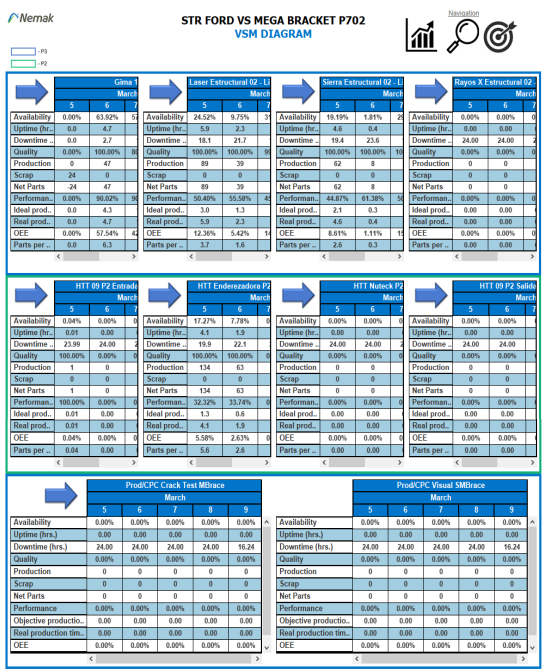 Nemak
STR FORD VS MEGA BRACKET P702
VSM DIAGRAM
Navigation
- P3
- P2
Gima 1
March
5 6 7
Availability 0.00% 63.92%
Uptime (hr.. 0.0 4.7
Downtime .. 0.0 2.7
Quality 0.00% 100.00%
Production 0 47
Scrap 24 0
Net Parts -24 47
Performan.. 0.00% 90.02%
Ideal prod.. 0.0 4.3
Real prod.. 0.0 4.7
OEE 0.00% 57.54%
Parts per .. 0.0 6.3
Laser Estructural 02 - Lí
March
5 6 7
Availability 24.52% 9.75%
Uptime (hr.. 5.9 2.3
Downtime .. 18.1 21.7
Quality 100.00% 100.00%
Production 89 39
Scrap 0 0
Net Parts 89 39
Performan.. 50.40% 55.58%
Ideal prod.. 3.0 1.3
Real prod.. 5.9 2.3
OEE 12.36% 5.42%
Parts per .. 3.7 1.6
Sierra Estructural 02 - Lí
March
5 6 7
Availability 19.19% 1.81%
Uptime (hr.. 4.6 0.4
Downtime .. 19.4 23.6
Quality 100.00% 100.00%
Production 62 8
Scrap 0 0
Net Parts 62 8
Performan.. 44.87% 61.38%
Ideal prod.. 2.1 0.3
Real prod.. 4.6 0.4
OEE 8.61% 1.11%
Parts per .. 2.6 0.3
Rayos X Estructural 02
March
5 6 7
Availability 0.00% 0.00%
Uptime (hr.. 0.00 0.00
Downtime .. 24.00 24.00
Quality 0.00% 0.00%
Production 0 0
Scrap 0 0
Net Parts 0 0
Performan.. 0.00% 0.00%
Ideal prod.. 0.00 0.00
Real prod.. 0.00 0.00
OEE 0.00% 0.00%
Parts per .. 0.00 0.00
HTT 09 P2 Entrada
March
5 6 7
Availability 0.04% 0.00%
Uptime (hr.. 0.01 0.00
Downtime .. 23.99 24.00
Quality 100.00% 0.00%
Production 1 0
Scrap 0 0
Net Parts 1 0
Performan.. 100.00% 0.00%
Ideal prod.. 0.01 0.00
Real prod.. 0.01 0.00
OEE 0.04% 0.00%
Parts per .. 0.04 0.00
HTT Enderezadora P2
March
5 6 7
Availability 17.27% 7.78%
Uptime (hr.. 4.1 1.9
Downtime .. 19.9 22.1
Quality 100.00% 100.00%
Production 134 63
Scrap 0 0
Net Parts 134 63
Performan.. 32.32% 33.74%
Ideal prod.. 1.3 0.6
Real prod.. 4.1 1.9
OEE 5.58% 2.63%
Parts per .. 5.6 2.6
HTT Nuteck P2
March
5 6 7
Availability 0.00% 0.00%
Uptime (hr.. 0.00 0.00
Downtime .. 24.00 24.00
Quality 0.00% 0.00%
Production 0 0
Scrap 0 0
Net Parts 0 0
Performan.. 0.00% 0.00%
Ideal prod.. 0.00 0.00
Real prod.. 0.00 0.00
OEE 0.00% 0.00%
Parts per .. 0.00 0.00
HTT 09 P2 Salida
March
5 6 7
Availability 0.00% 0.00%
Uptime (hr.. 0.00 0.00
Downtime .. 24.00 24.00
Quality 0.00% 0.00%
Production 0 0
Scrap 0 0
Net Parts 0 0
Performan.. 0.00% 0.00%
Ideal prod.. 0.00 0.00
Real prod.. 0.00 0.00
OEE 0.00% 0.00%
Parts per .. 0.00 0.00
Prod/CPC Crack Test MBrace
March
5 6 7 8 9
Availability 0.00% 0.00% 0.00% 0.00% 0.00%
Uptime (hrs.) 0.00 0.00 0.00 0.00 0.00
Downtime (hrs.) 24.00 24.00 24.00 24.00 16.24
Quality 0.00% 0.00% 0.00% 0.00% 0.00%
Production 0 0 0 0 0
Scrap 0 0 0 0 0
Net Parts 0 0 0 0 0
Performance 0.00% 0.00% 0.00% 0.00% 0.00%
Objective productio.. 0.00 0.00 0.00 0.00 0.00
Real production tim.. 0.00 0.00 0.00 0.00 0.00
OEE 0.00% 0.00% 0.00% 0.00% 0.00%
Prod/CPC Visual SMBrace
March
5 6 7 8 9
Availability 0.00% 0.00% 0.00% 0.00% 0.00%
Uptime (hrs.) 0.00 0.00 0.00 0.00 0.00
Downtime (hrs.) 24.00 24.00 24.00 24.00 16.24
Quality 0.00% 0.00% 0.00% 0.00% 0.00%
Production 0 0 0 0 0
Scrap 0 0 0 0 0
Net Parts 0 0 0 0 0
Performance 0.00% 0.00% 0.00% 0.00% 0.00%
Objective productio.. 0.00 0.00 0.00 0.00 0.00
Real production tim.. 0.00 0.00 0.00 0.00 0.00
OEE 0.00% 0.00% 0.00% 0.00% 0.00%